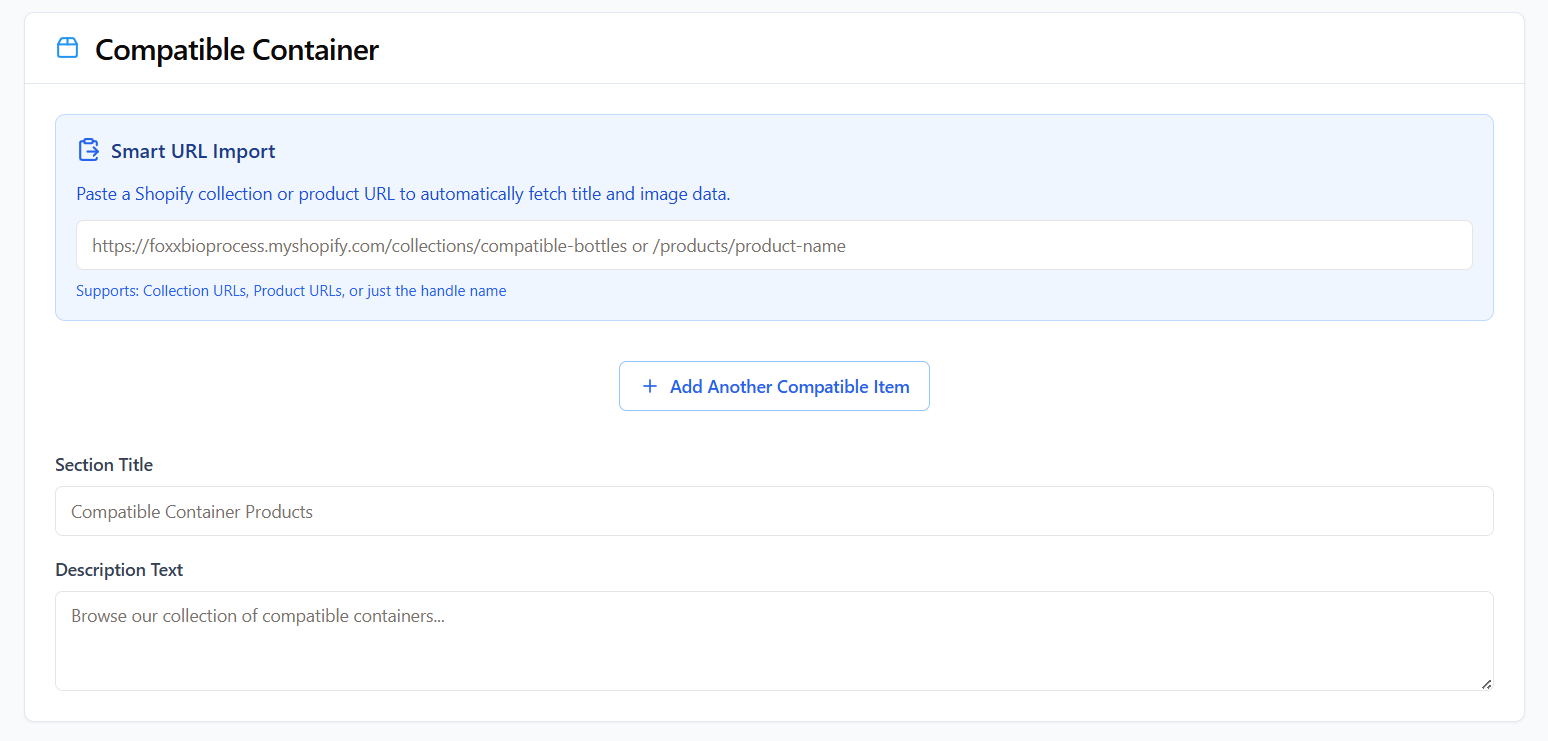 Compatible Container
Smart URL Import
Paste a Shopify collection or product URL to automatically fetch title and image data.
https://foxxbioprocess.myshopify.com/collections/compatible-bottles or /products/product-name
Supports: Collection URLs, Product URLs, or just the handle name
+ Add Another Compatible Item
Section Title
Compatible Container Products
Description Text
Browse our collection of compatible containers...